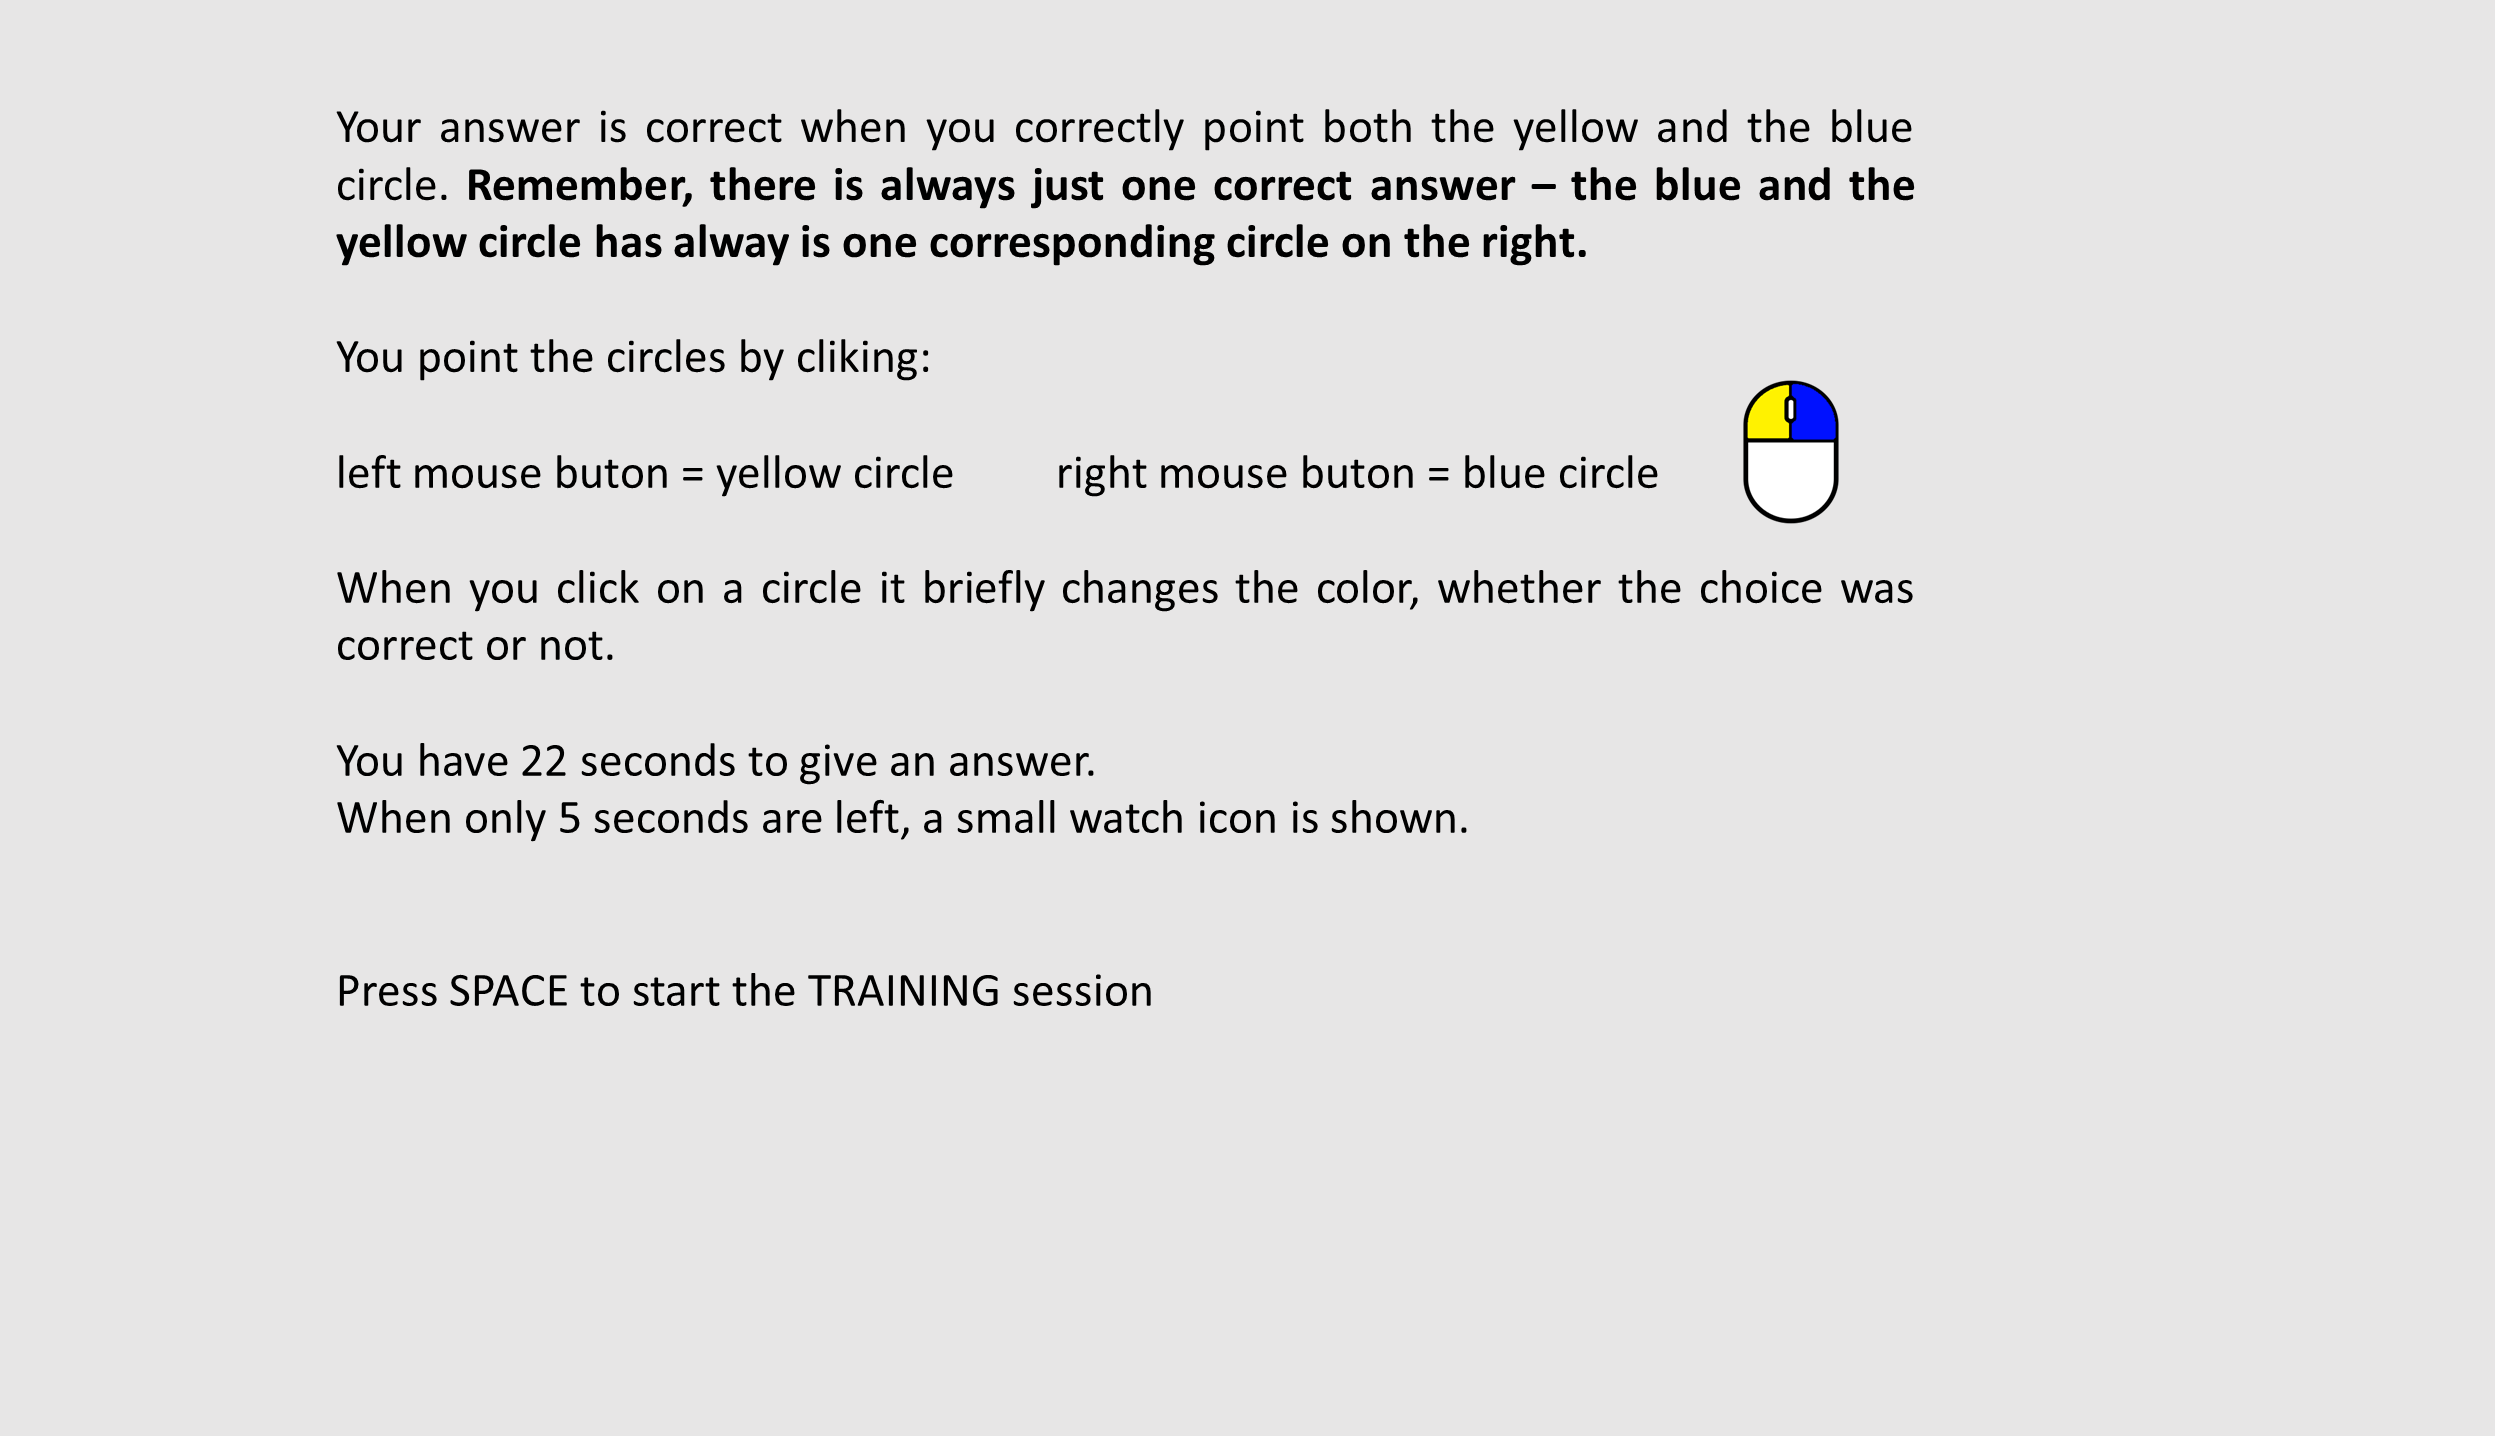 Your answer is correct when you correctly point both the yellow and the blue
circle. Remember, there is always just one correct answer – the blue and the
yellow circle has alway is one corresponding circle on the right.
You point the circles by cliking:
left mouse buton = yellow circle right mouse buton = blue circle
When you click on a circle it briefly changes the color, whether the choice was
correct or not.
You have 22 seconds to give an answer.
When only 5 seconds are left, a small watch icon is shown.
Press SPACE to start the TRAINING session